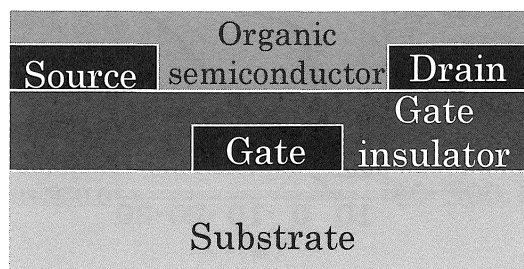 Organic
semiconductor
Source
Drain
Gate
insulator
Gate
Substrate